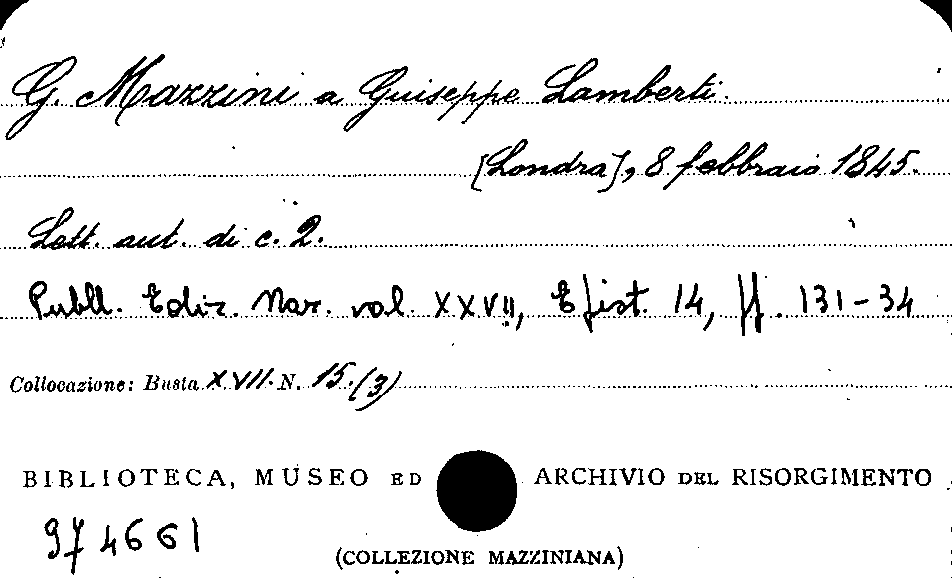 G. Mazzini a Giuseppe Lamberti.
[Londra], 8 febbraio 1845.
Lett. aut. di c. 2.
Pubbl. Ediz. Naz. vol. XXVII, Epist. 14, pp. 131-34
Collocazione: Busta XVII. N. 15.(3)
BIBLIOTECA, MUSEO ED ARCHIVIO DEL RISORGIMENTO
974661
(COLLEZIONE MAZZINIANA)